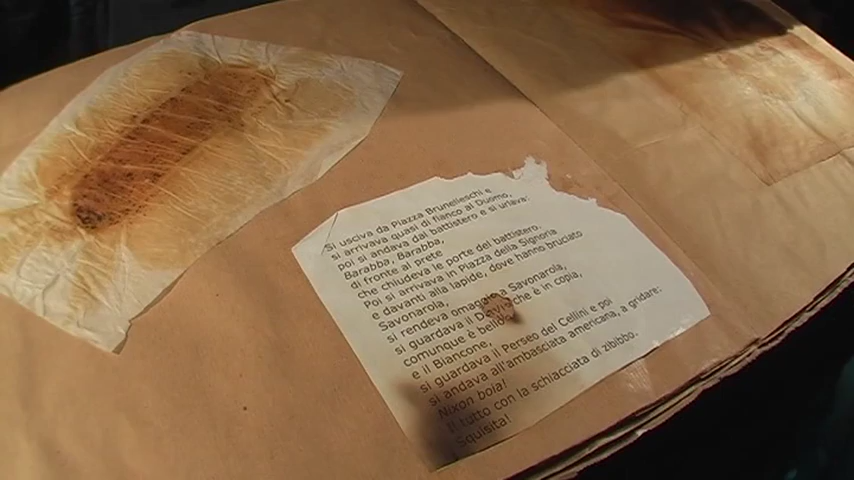 Si usciva da Piazza Brunelleschi e
si arrivava quasi di fianco al Duomo,
poi si andava dal battistero e si urlava:
Barabba, Barabba,
di fronte al prete
che chiudeva le porte del battistero.
Poi si arrivava in Piazza della Signoria
e davanti alla lapide, dove hanno bruciato
Savonarola,
si rendeva omaggio a Savonarola,
si guardava il David che è in copia,
comunque è bello
e il Biancone,
si guardava il Perseo del Cellini e poi
si andava all'ambasciata americana, a gridare:
Nixon boia!
Il tutto con la schiacciata di zibibbo.
Squisita!